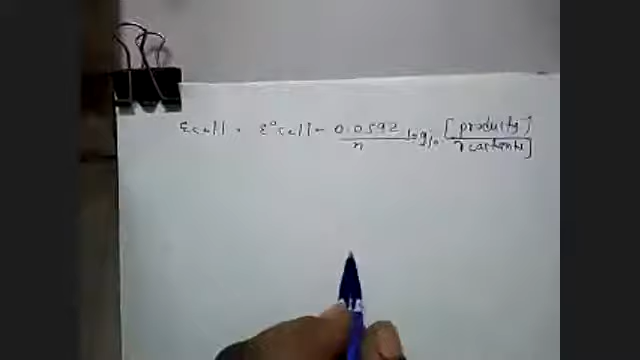 Ecell = E°cell - 0.0592/n log10 [products]/[reactants]